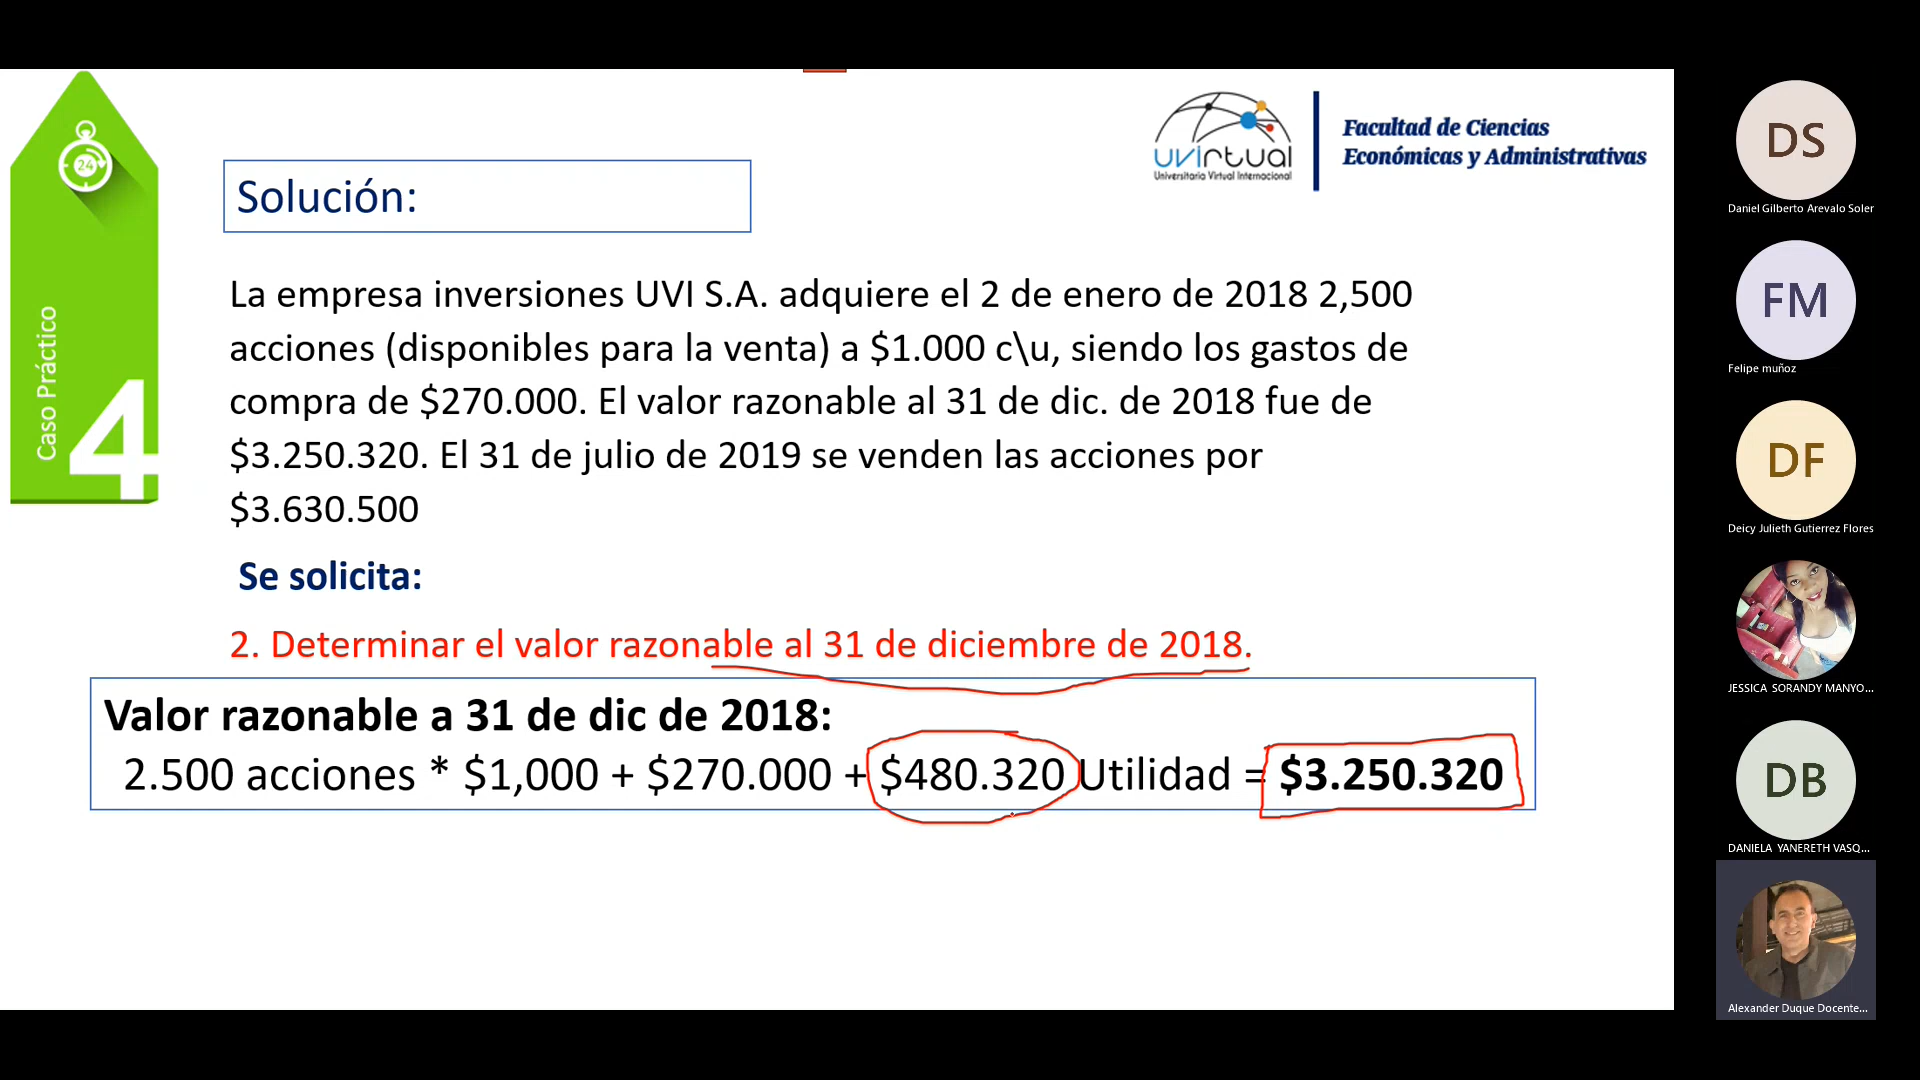 24
Caso Práctico
4
uvirtual
Universitaria Virtual Internacional
Facultad de Ciencias
Económicas y Administrativas
Solución:
La empresa inversiones UVI S.A. adquiere el 2 de enero de 2018 2,500
acciones (disponibles para la venta) a $1.000 c\u, siendo los gastos de
compra de $270.000. El valor razonable al 31 de dic. de 2018 fue de
$3.250.320. El 31 de julio de 2019 se venden las acciones por
$3.630.500
Se solicita:
2. Determinar el valor razonable al 31 de diciembre de 2018.
Valor razonable a 31 de dic de 2018:
2.500 acciones * $1,000 + $270.000 + $480.320 Utilidad = $3.250.320
DS
Daniel Gilberto Arevalo Soler
FM
Felipe muñoz
DF
Deicy Julieth Gutierrez Flores
JESSICA SORANDY MANYO...
DB
DANIELA YANERETH VASQ...
Alexander Duque Docente...